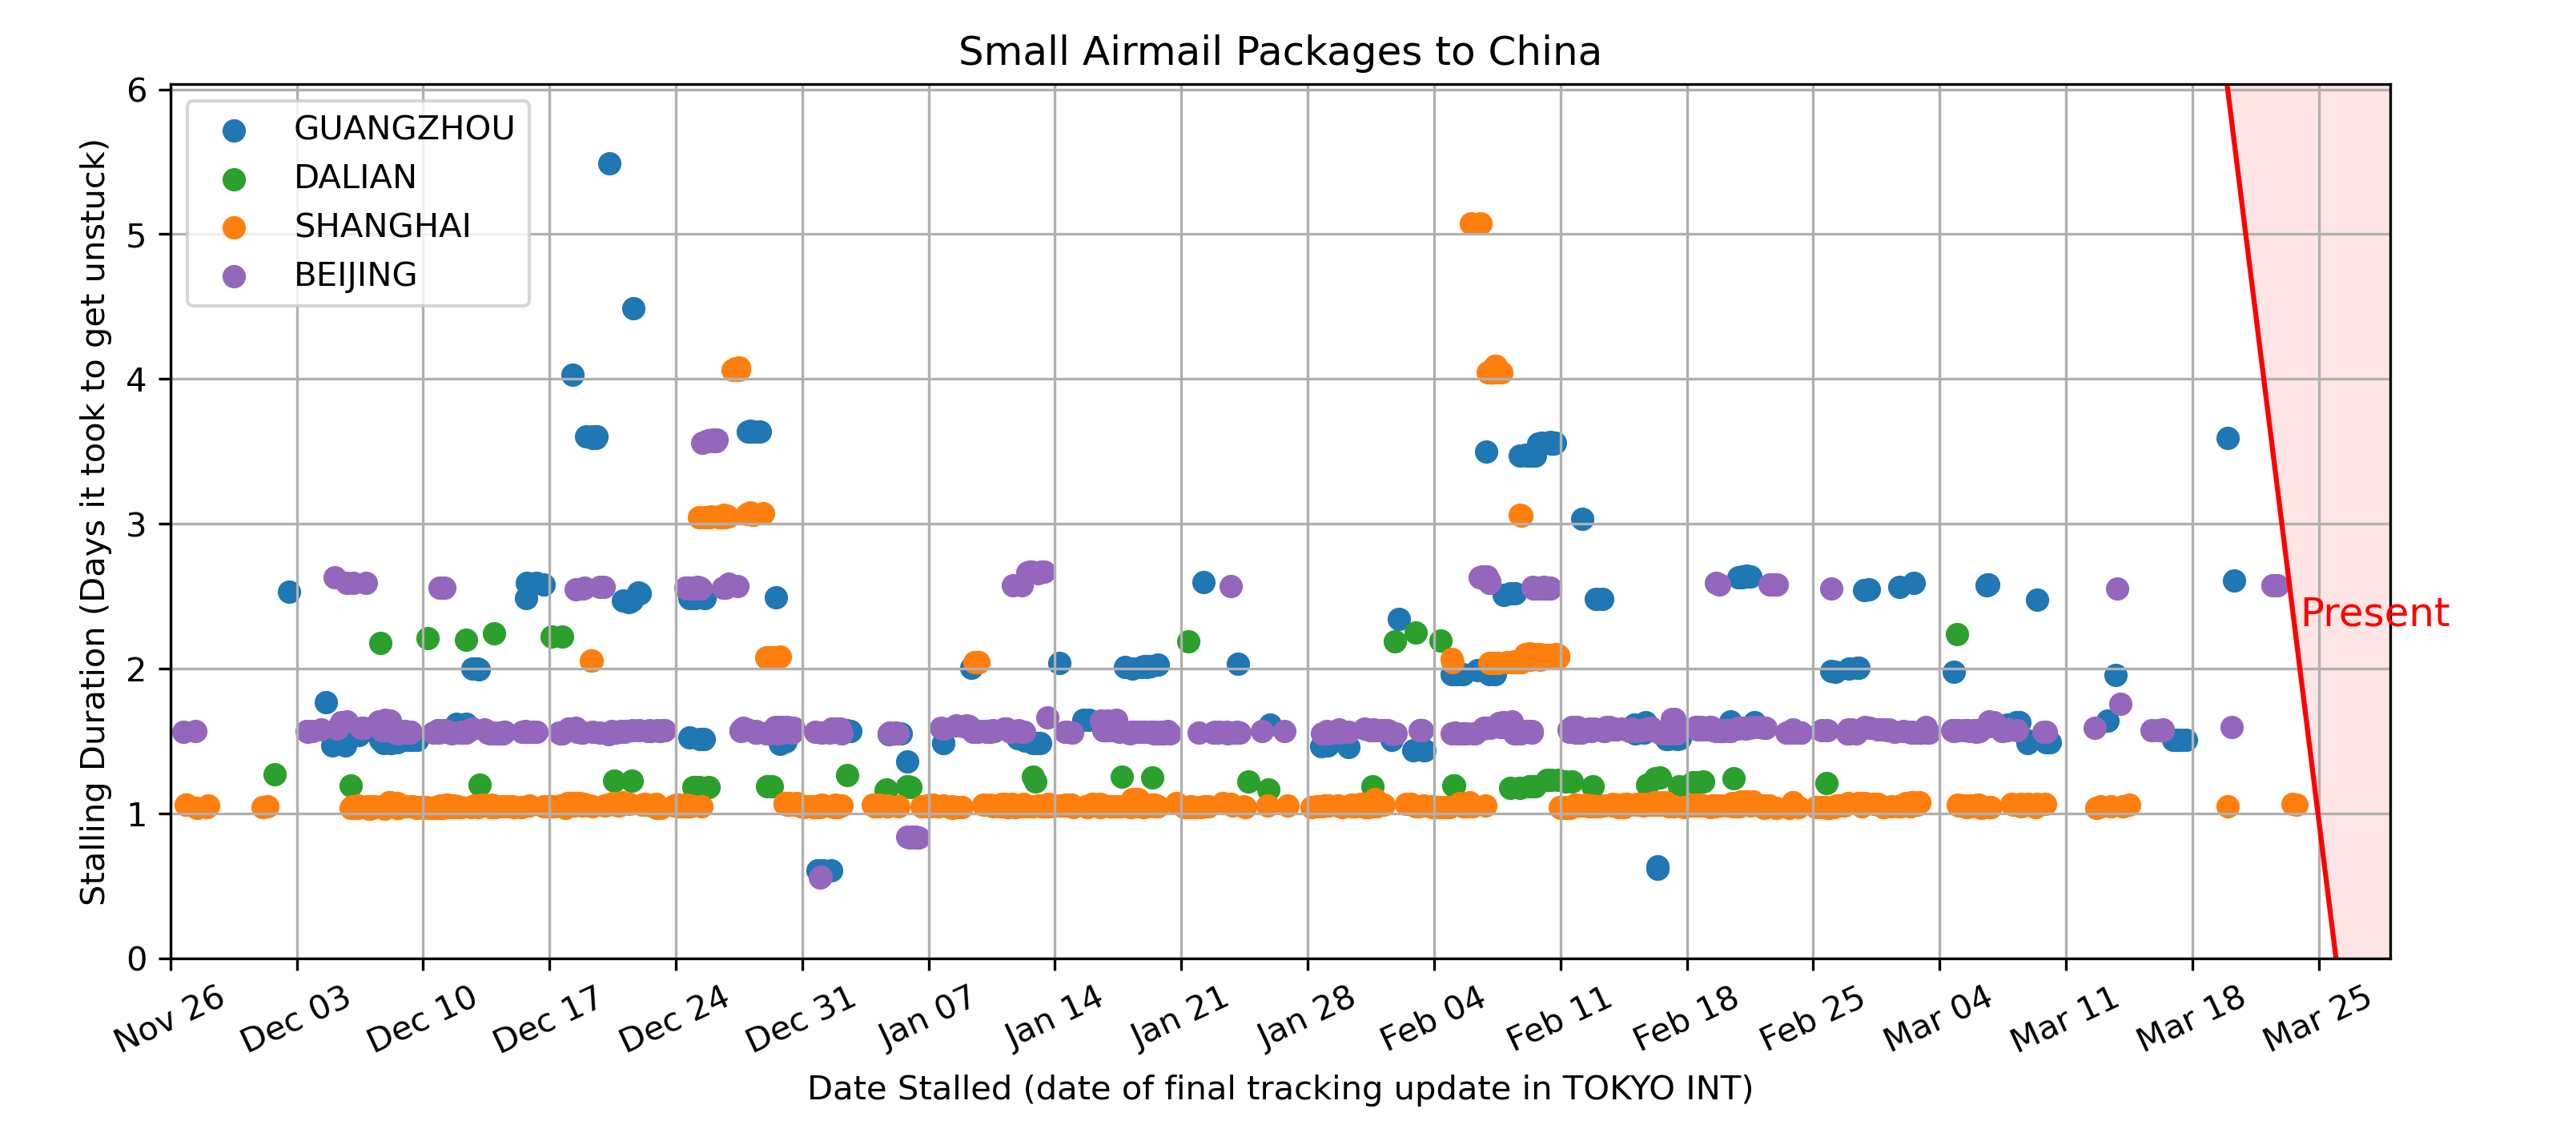 Small Airmail Packages to China
Stalling Duration (Days it took to get unstuck)
6
5
4
3
2
1
0
GUANGZHOU
DALIAN
SHANGHAI
BEIJING
Present
Nov 26
Dec 03
Dec 10
Dec 17
Dec 24
Dec 31
Jan 07
Jan 14
Jan 21
Jan 28
Feb 04
Feb 11
Feb 18
Feb 25
Mar 04
Mar 11
Mar 18
Mar 25
Date Stalled (date of final tracking update in TOKYO INT)